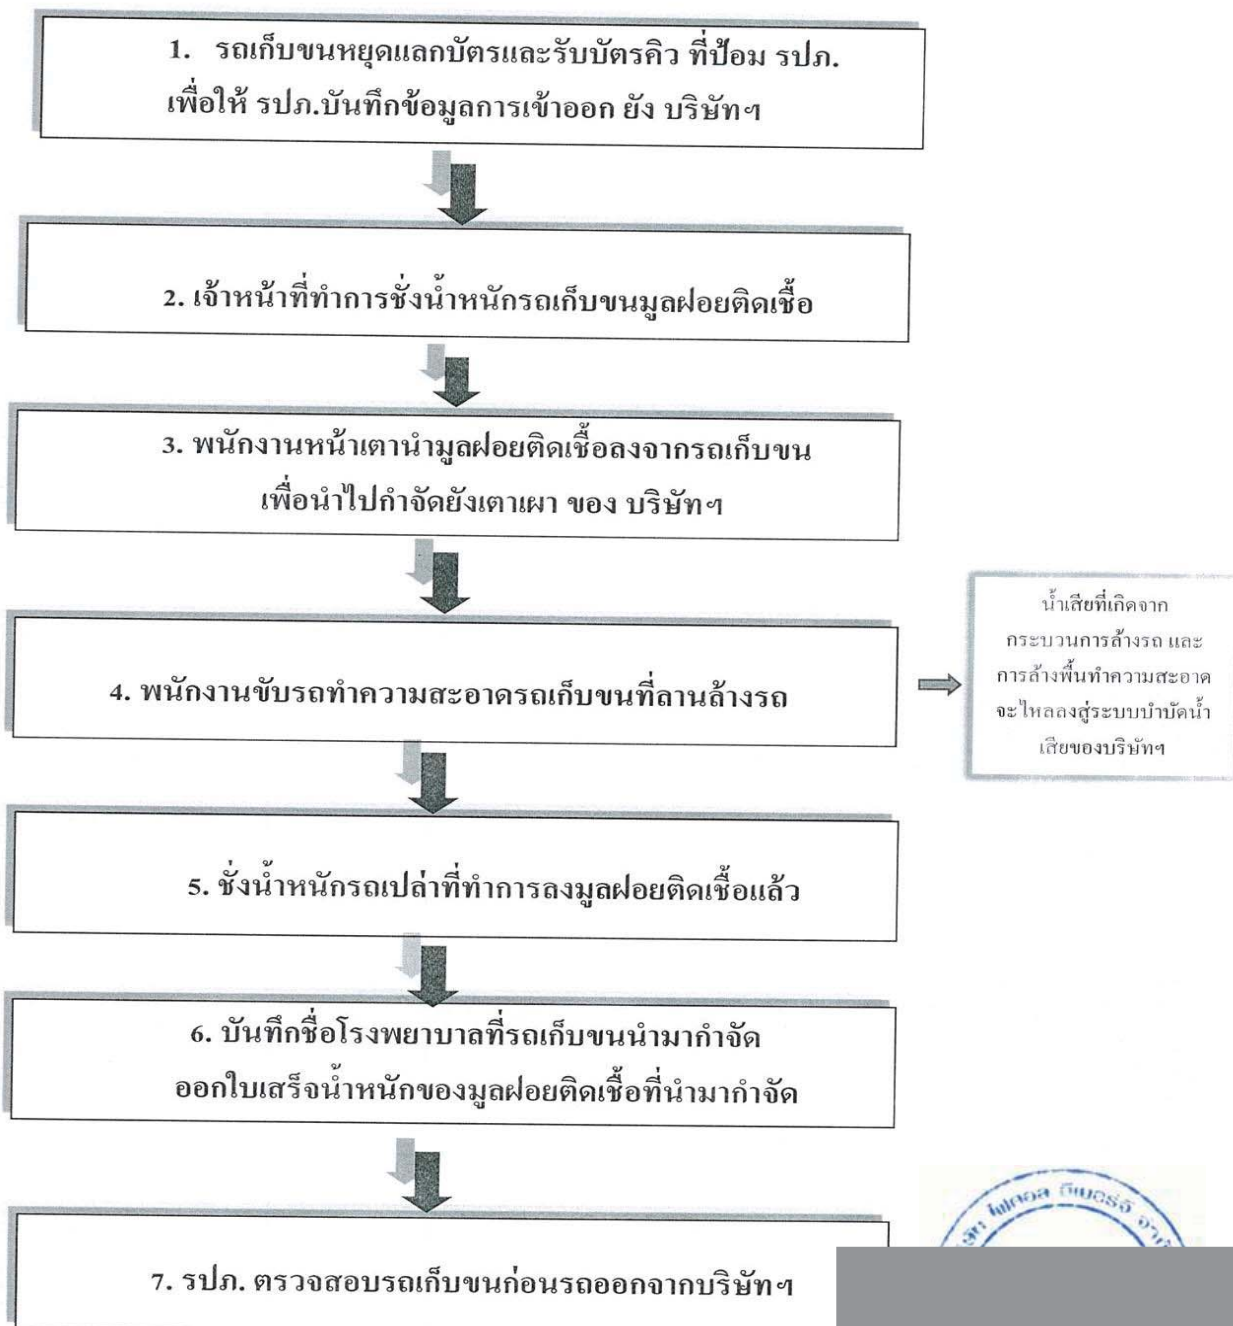 1. รถเก็บขนหยุดแลกบัตรและรับบัตรคิว ที่ป้อม รปภ.
เพื่อให้ รปภ.บันทึกข้อมูลการเข้าออก ยัง บริษัทฯ
2. เจ้าหน้าที่ทำการชั่งน้ำหนักรถเก็บขนมูลฝอยติดเชื้อ
3. พนักงานหน้าเตานำมูลฝอยติดเชื้อลงจากรถเก็บขน
เพื่อนำไปกำจัดยังเตาเผา ของ บริษัทฯ
4. พนักงานขับรถทำความสะอาดรถเก็บขนที่ลานล้างรถ
น้ำเสียที่เกิดจาก
กระบวนการล้างรถ และ
การล้างพื้นทำความสะอาด
จะไหลลงสู่ระบบบำบัดน้ำ
เสียของบริษัทฯ
5. ชั่งน้ำหนักรถเปล่าที่ทำการลงมูลฝอยติดเชื้อแล้ว
6. บันทึกชื่อโรงพยาบาลที่รถเก็บขนนำมากำจัด
ออกใบเสร็จน้ำหนักของมูลฝอยติดเชื้อที่นำมากำจัด
7. รปภ. ตรวจสอบรถเก็บขนก่อนรถออกจากบริษัทฯ